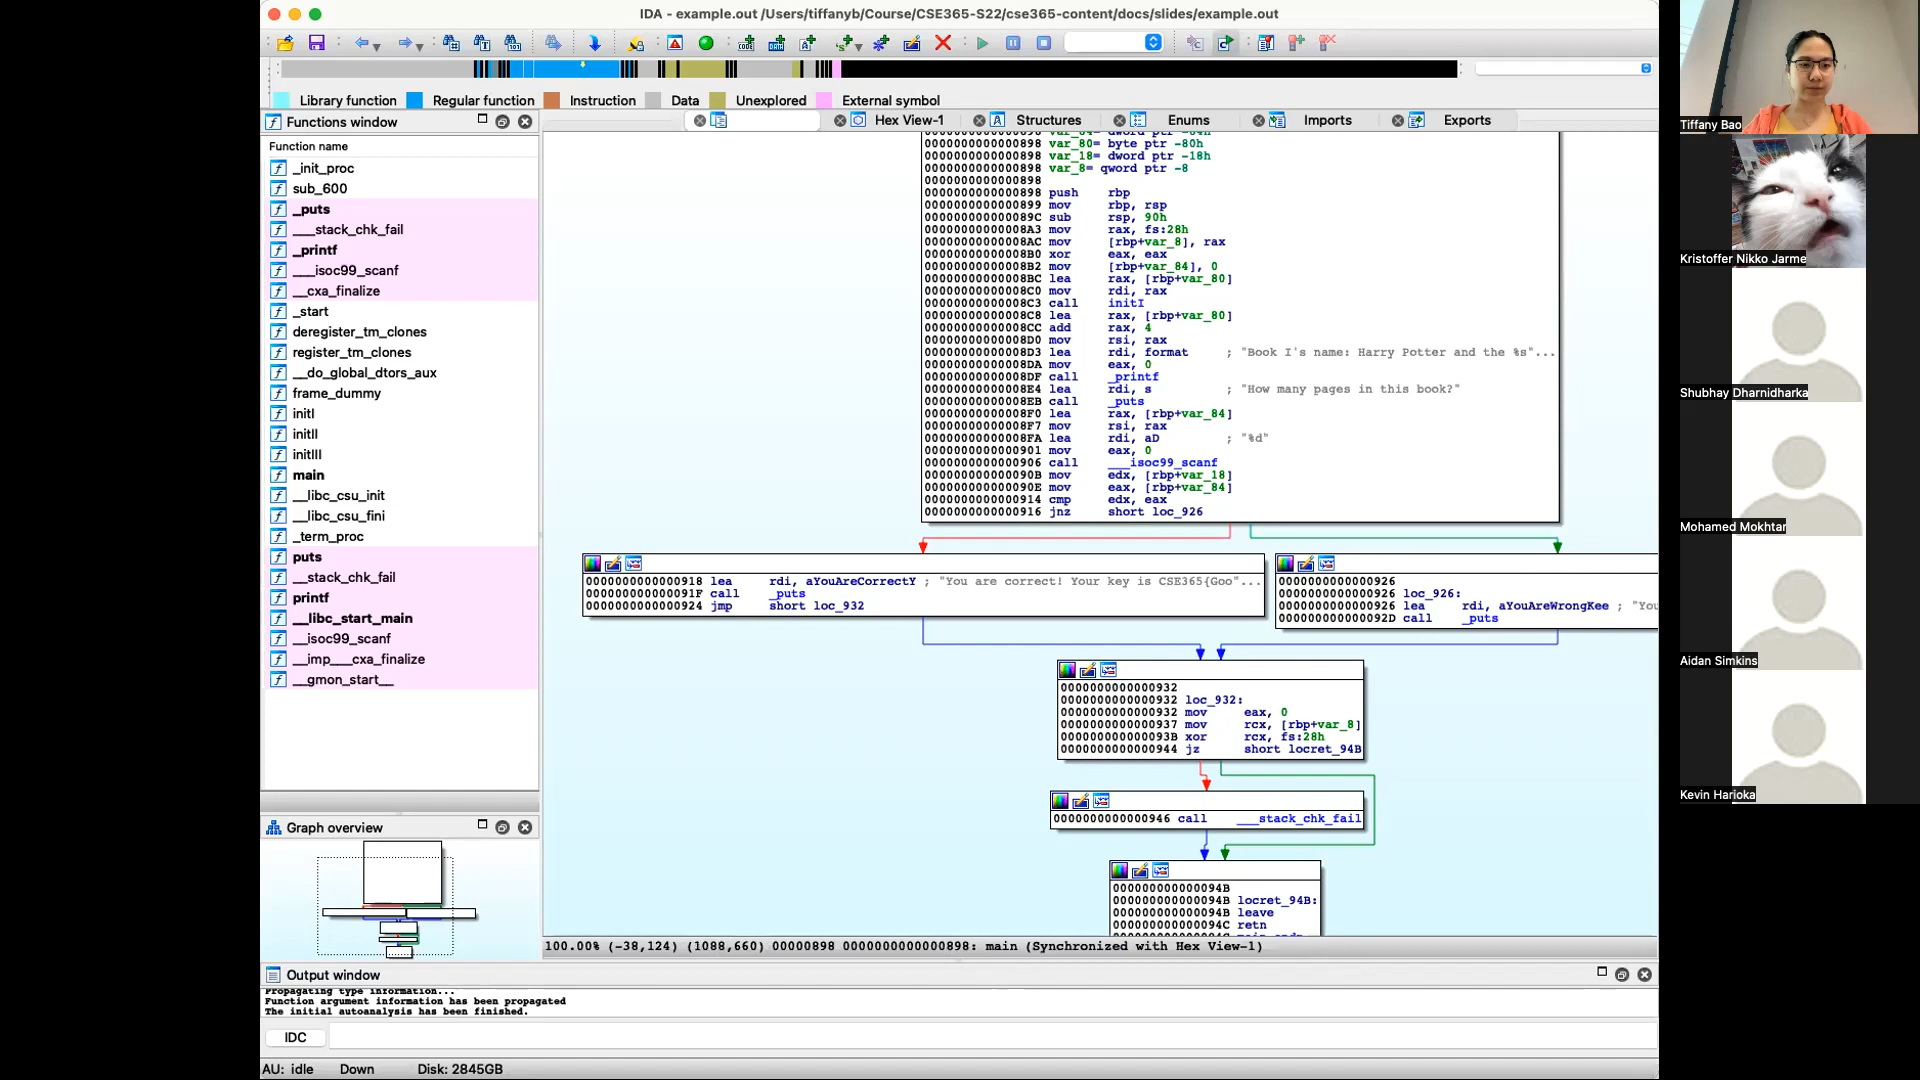 IDA - example.out /Users/tiffanyb/Course/CSE365-S22/cse365-content/docs/slides/example.out
Library function
Regular function
Instruction
Data
Unexplored
External symbol
Functions window
Hex View-1
Structures
Enums
Imports
Exports
Function name
_init_proc
sub_600
_puts
___stack_chk_fail
_printf
___isoc99_scanf
__cxa_finalize
_start
deregister_tm_clones
register_tm_clones
__do_global_dtors_aux
frame_dummy
initI
initII
initIII
main
__libc_csu_init
__libc_csu_fini
_term_proc
puts
__stack_chk_fail
printf
__libc_start_main
__isoc99_scanf
__imp___cxa_finalize
__gmon_start__
0000000000000898 var_84= dword ptr -84h
0000000000000898 var_80= byte ptr -80h
0000000000000898 var_18= dword ptr -18h
0000000000000898 var_8= qword ptr -8
0000000000000898
0000000000000898 push rbp
0000000000000899 mov rbp, rsp
000000000000089C sub rsp, 90h
00000000000008A3 mov rax, fs:28h
00000000000008AC mov [rbp+var_8], rax
00000000000008B0 xor eax, eax
00000000000008B2 mov [rbp+var_84], 0
00000000000008BC lea rax, [rbp+var_80]
00000000000008C0 mov rdi, rax
00000000000008C3 call initI
00000000000008C8 lea rax, [rbp+var_80]
00000000000008CC add rax, 4
00000000000008D0 mov rsi, rax
00000000000008D3 lea rdi, format ; "Book I's name: Harry Potter and the %s"...
00000000000008DA mov eax, 0
00000000000008DF call _printf
00000000000008E4 lea rdi, s ; "How many pages in this book?"
00000000000008EB call _puts
00000000000008F0 lea rax, [rbp+var_84]
00000000000008F7 mov rsi, rax
00000000000008FA lea rdi, aD ; "%d"
0000000000000901 mov eax, 0
0000000000000906 call ___isoc99_scanf
000000000000090B mov edx, [rbp+var_18]
000000000000090E mov eax, [rbp+var_84]
0000000000000914 cmp edx, eax
0000000000000916 jnz short loc_926
0000000000000918 lea rdi, aYouAreCorrectY ; "You are correct! Your key is CSE365{Goo"...
000000000000091F call _puts
0000000000000924 jmp short loc_932
0000000000000926
0000000000000926 loc_926:
0000000000000926 lea rdi, aYouAreWrongKee ; "You
000000000000092D call _puts
0000000000000932
0000000000000932 loc_932:
0000000000000932 mov eax, 0
0000000000000937 mov rcx, [rbp+var_8]
000000000000093B xor rcx, fs:28h
0000000000000944 jz short locret_94B
0000000000000946 call ___stack_chk_fail
000000000000094B
000000000000094B locret_94B:
000000000000094B leave
000000000000094C retn
Graph overview
100.00% (-38,124) (1088,660) 00000898 0000000000000898: main (Synchronized with Hex View-1)
Output window
Propagating type information...
Function argument information has been propagated
The initial autoanalysis has been finished.
IDC
AU: idle Down Disk: 2845GB
Tiffany Bao
Kristoffer Nikko Jarme
Shubhay Dharnidharka
Mohamed Mokhtar
Aidan Simkins
Kevin Harioka